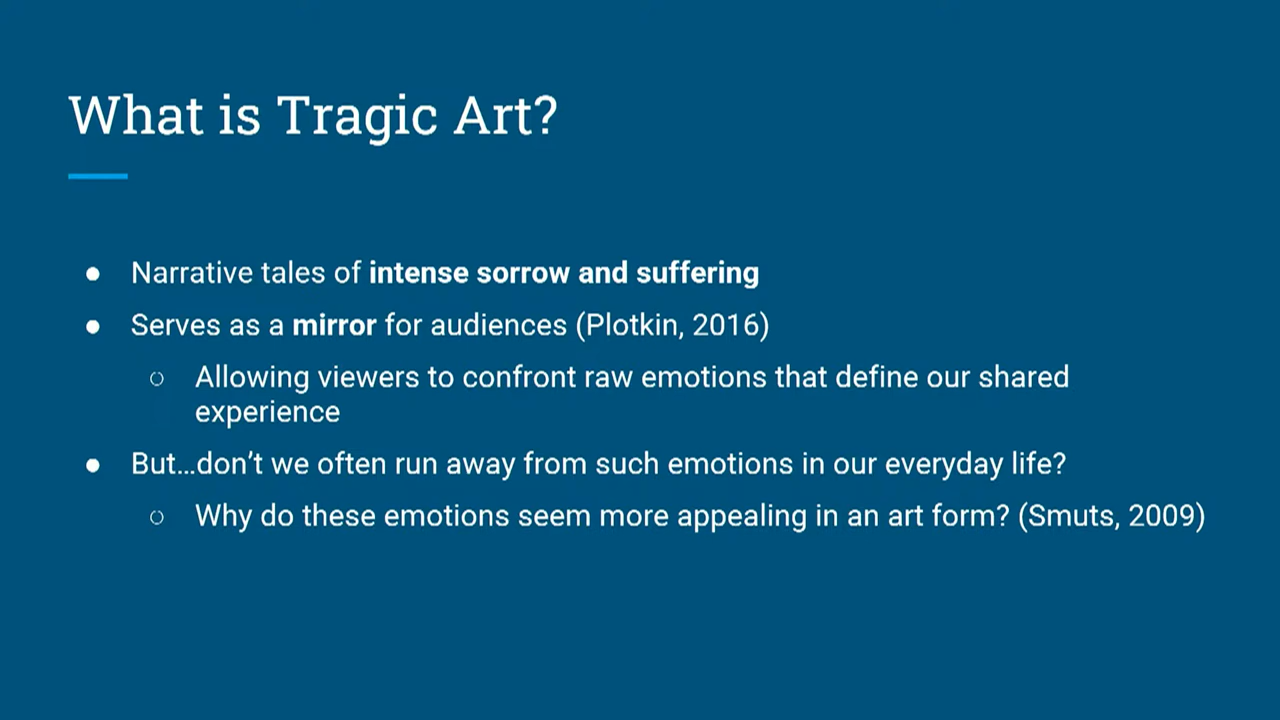 What is Tragic Art?
● Narrative tales of intense sorrow and suffering
● Serves as a mirror for audiences (Plotkin, 2016)
○ Allowing viewers to confront raw emotions that define our shared
experience
● But…don’t we often run away from such emotions in our everyday life?
○ Why do these emotions seem more appealing in an art form? (Smuts, 2009)